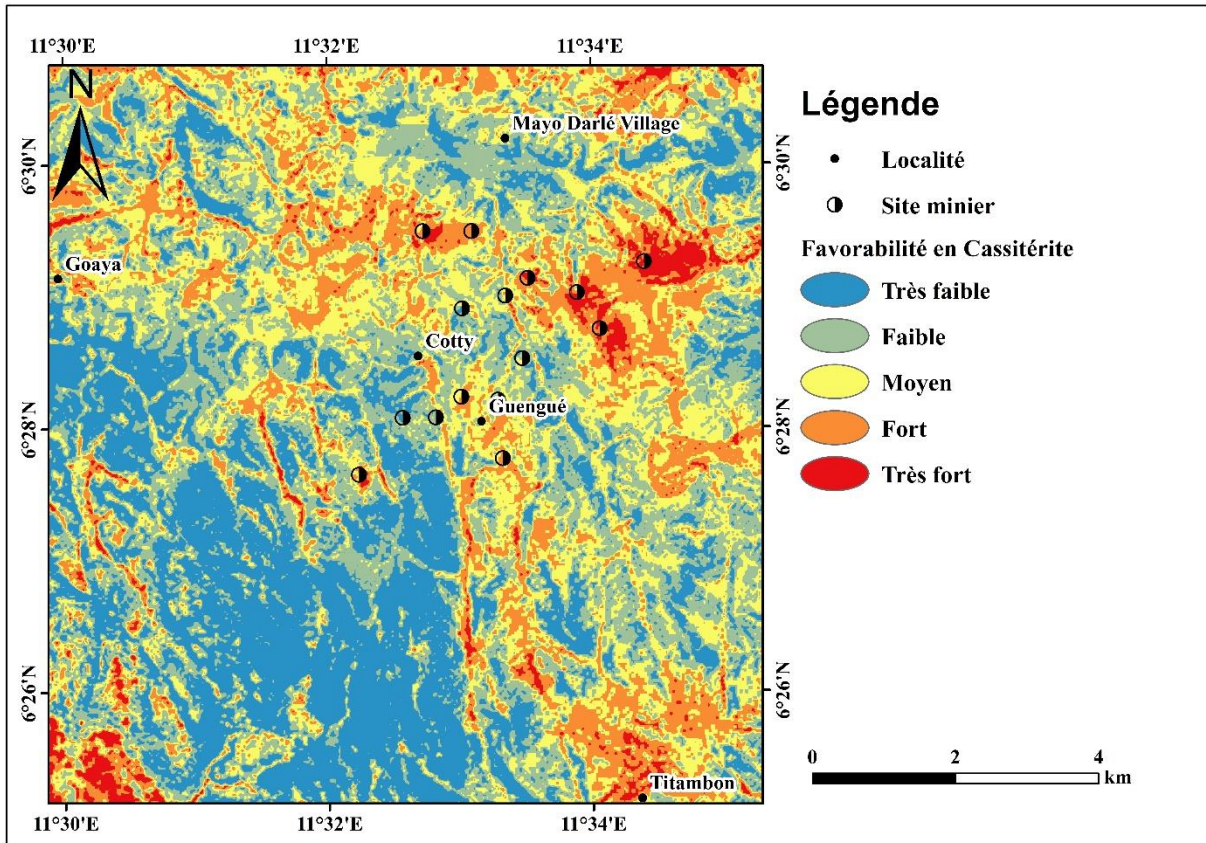 11°30'E 11°32'E 11°34'E
N
6°30'N
6°28'N
6°26'N
Mayo Darlé Village
Goaya
Cotty
Guengué
Titambon
6°30'N
6°28'N
6°26'N
11°30'E 11°32'E 11°34'E
Légende
Localité
Site minier
Favorabilité en Cassitérite
Très faible
Faible
Moyen
Fort
Très fort
0 2 4
km